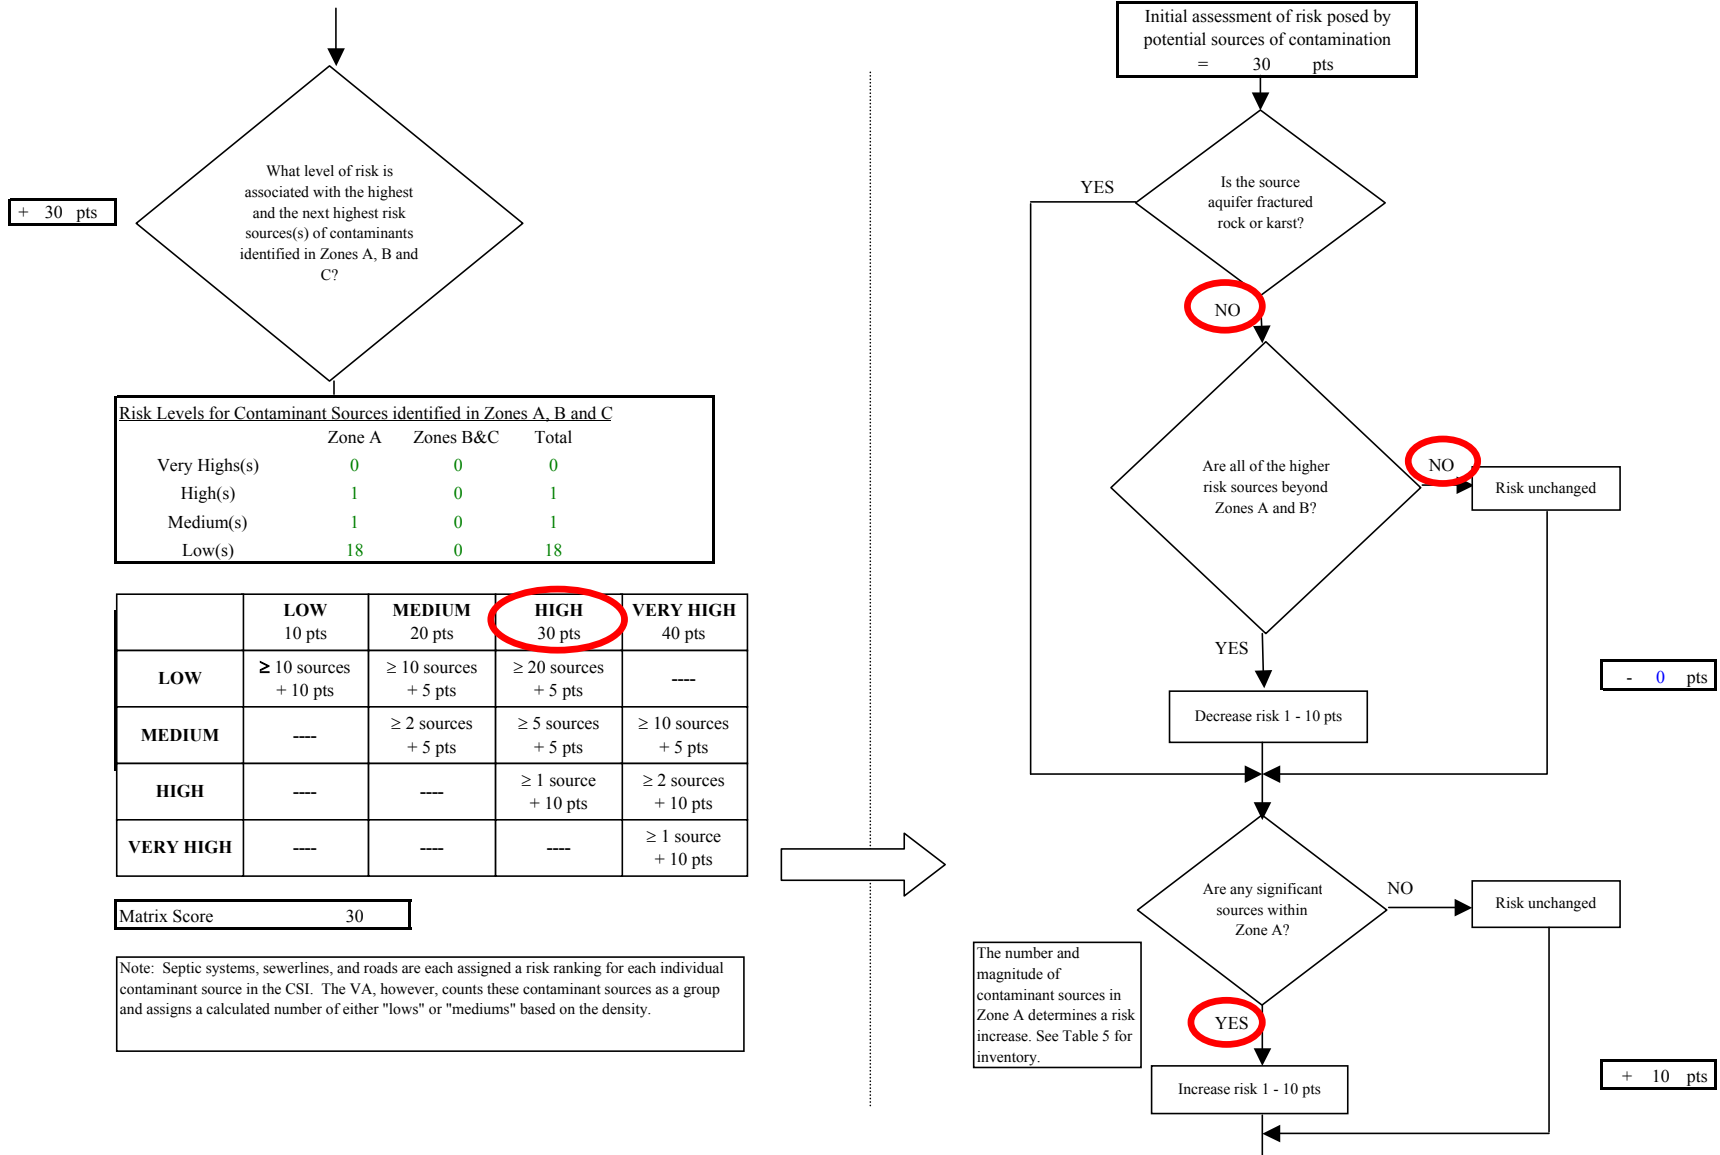 + 30 pts
What level of risk is
associated with the highest
and the next highest risk
sources(s) of contaminants
identified in Zones A, B and
C?
Risk Levels for Contaminant Sources identified in Zones A, B and C
Zone A Zones B&C Total
Very Highs(s) 0 0 0
High(s) 1 0 1
Medium(s) 1 0 1
Low(s) 18 0 18
LOW MEDIUM HIGH VERY HIGH
10 pts 20 pts 30 pts 40 pts
LOW ≥ 10 sources ≥ 10 sources ≥ 20 sources ----
+ 10 pts + 5 pts + 5 pts
MEDIUM ---- ≥ 2 sources ≥ 5 sources ≥ 10 sources
+ 5 pts + 5 pts + 5 pts
HIGH ---- ---- ≥ 1 source ≥ 2 sources
+ 10 pts + 10 pts
VERY HIGH ---- ---- ---- ≥ 1 source
+ 10 pts
Matrix Score 30
Note: Septic systems, sewerlines, and roads are each assigned a risk ranking for each individual
contaminant source in the CSI. The VA, however, counts these contaminant sources as a group
and assigns a calculated number of either "lows" or "mediums" based on the density.
Initial assessment of risk posed by
potential sources of contamination
= 30 pts
YES
Is the source
aquifer fractured
rock or karst?
NO
Are all of the higher
risk sources beyond
Zones A and B?
NO
Risk unchanged
YES
Decrease risk 1 - 10 pts
- 0 pts
Are any significant
sources within
Zone A?
NO
Risk unchanged
The number and
magnitude of
contaminant sources in
Zone A determines a risk
increase. See Table 5 for
inventory.
YES
Increase risk 1 - 10 pts
+ 10 pts